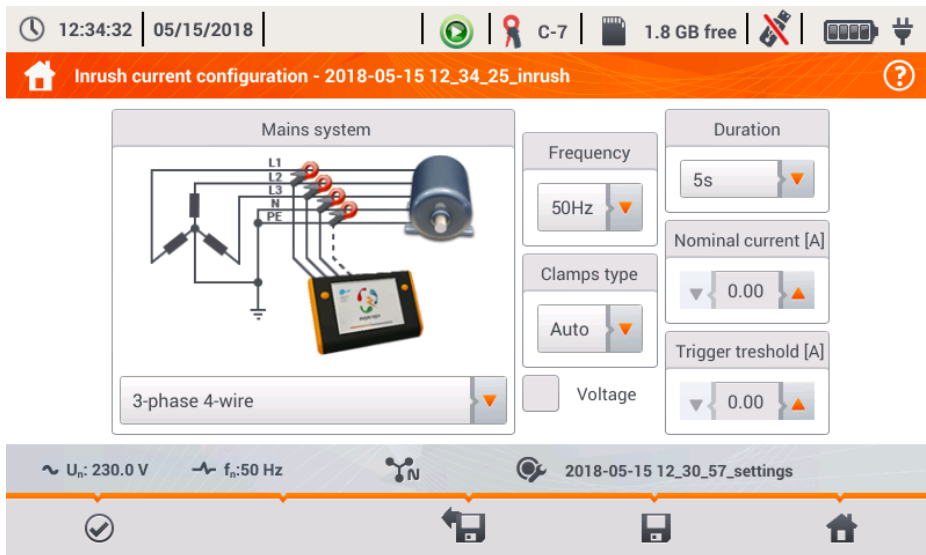 12:34:32 05/15/2018 C-7 1.8 GB free
Inrush current configuration - 2018-05-15 12_34_25_inrush ?
Mains system
L1
L2
L3
N
PE
3-phase 4-wire
Frequency
50Hz
Clamps type
Auto
Voltage
Duration
5s
Nominal current [A]
0.00
Trigger treshold [A]
0.00
Un: 230.0 V fn:50 Hz N 2018-05-15 12_30_57_settings